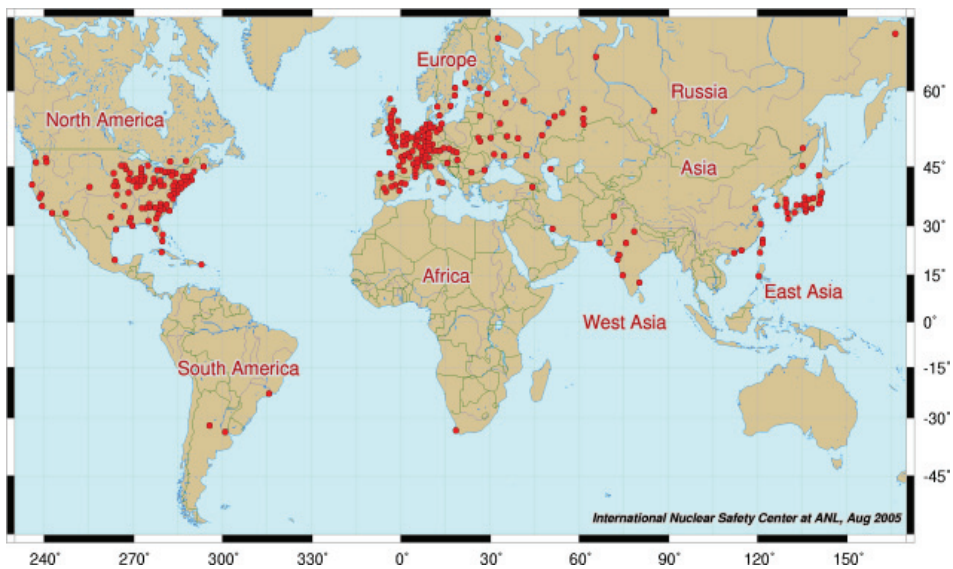 Europe
Russia
60°
North America
Asia
45°
30°
Africa
15°
East Asia
West Asia
0°
South America
-15°
-30°
-45°
International Nuclear Safety Center at ANL, Aug 2005
240° 270° 300° 330° 0° 30° 60° 90° 120° 150°